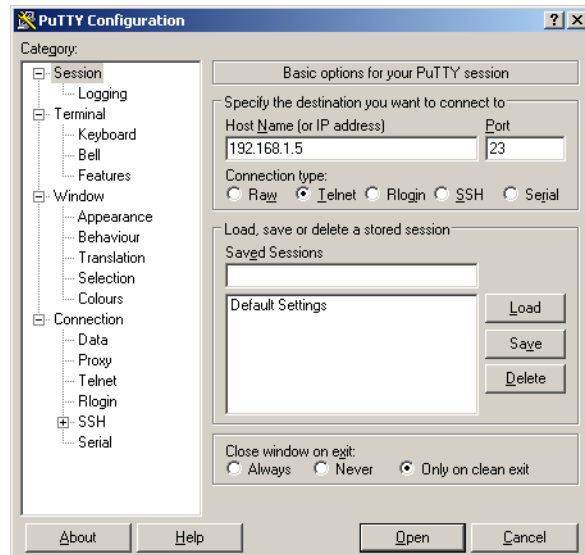 PuTTY Configuration
Category:
Session
Logging
Terminal
Keyboard
Bell
Features
Window
Appearance
Behaviour
Translation
Selection
Colours
Connection
Data
Proxy
Telnet
Rlogin
SSH
Serial
Basic options for your PuTTY session
Specify the destination you want to connect to
Host Name (or IP address) Port
192.168.1.5 23
Connection type:
Raw Telnet Rlogin SSH Serial
Load, save or delete a stored session
Saved Sessions
Default Settings
Load
Save
Delete
Close window on exit:
Always Never Only on clean exit
About Help Open Cancel